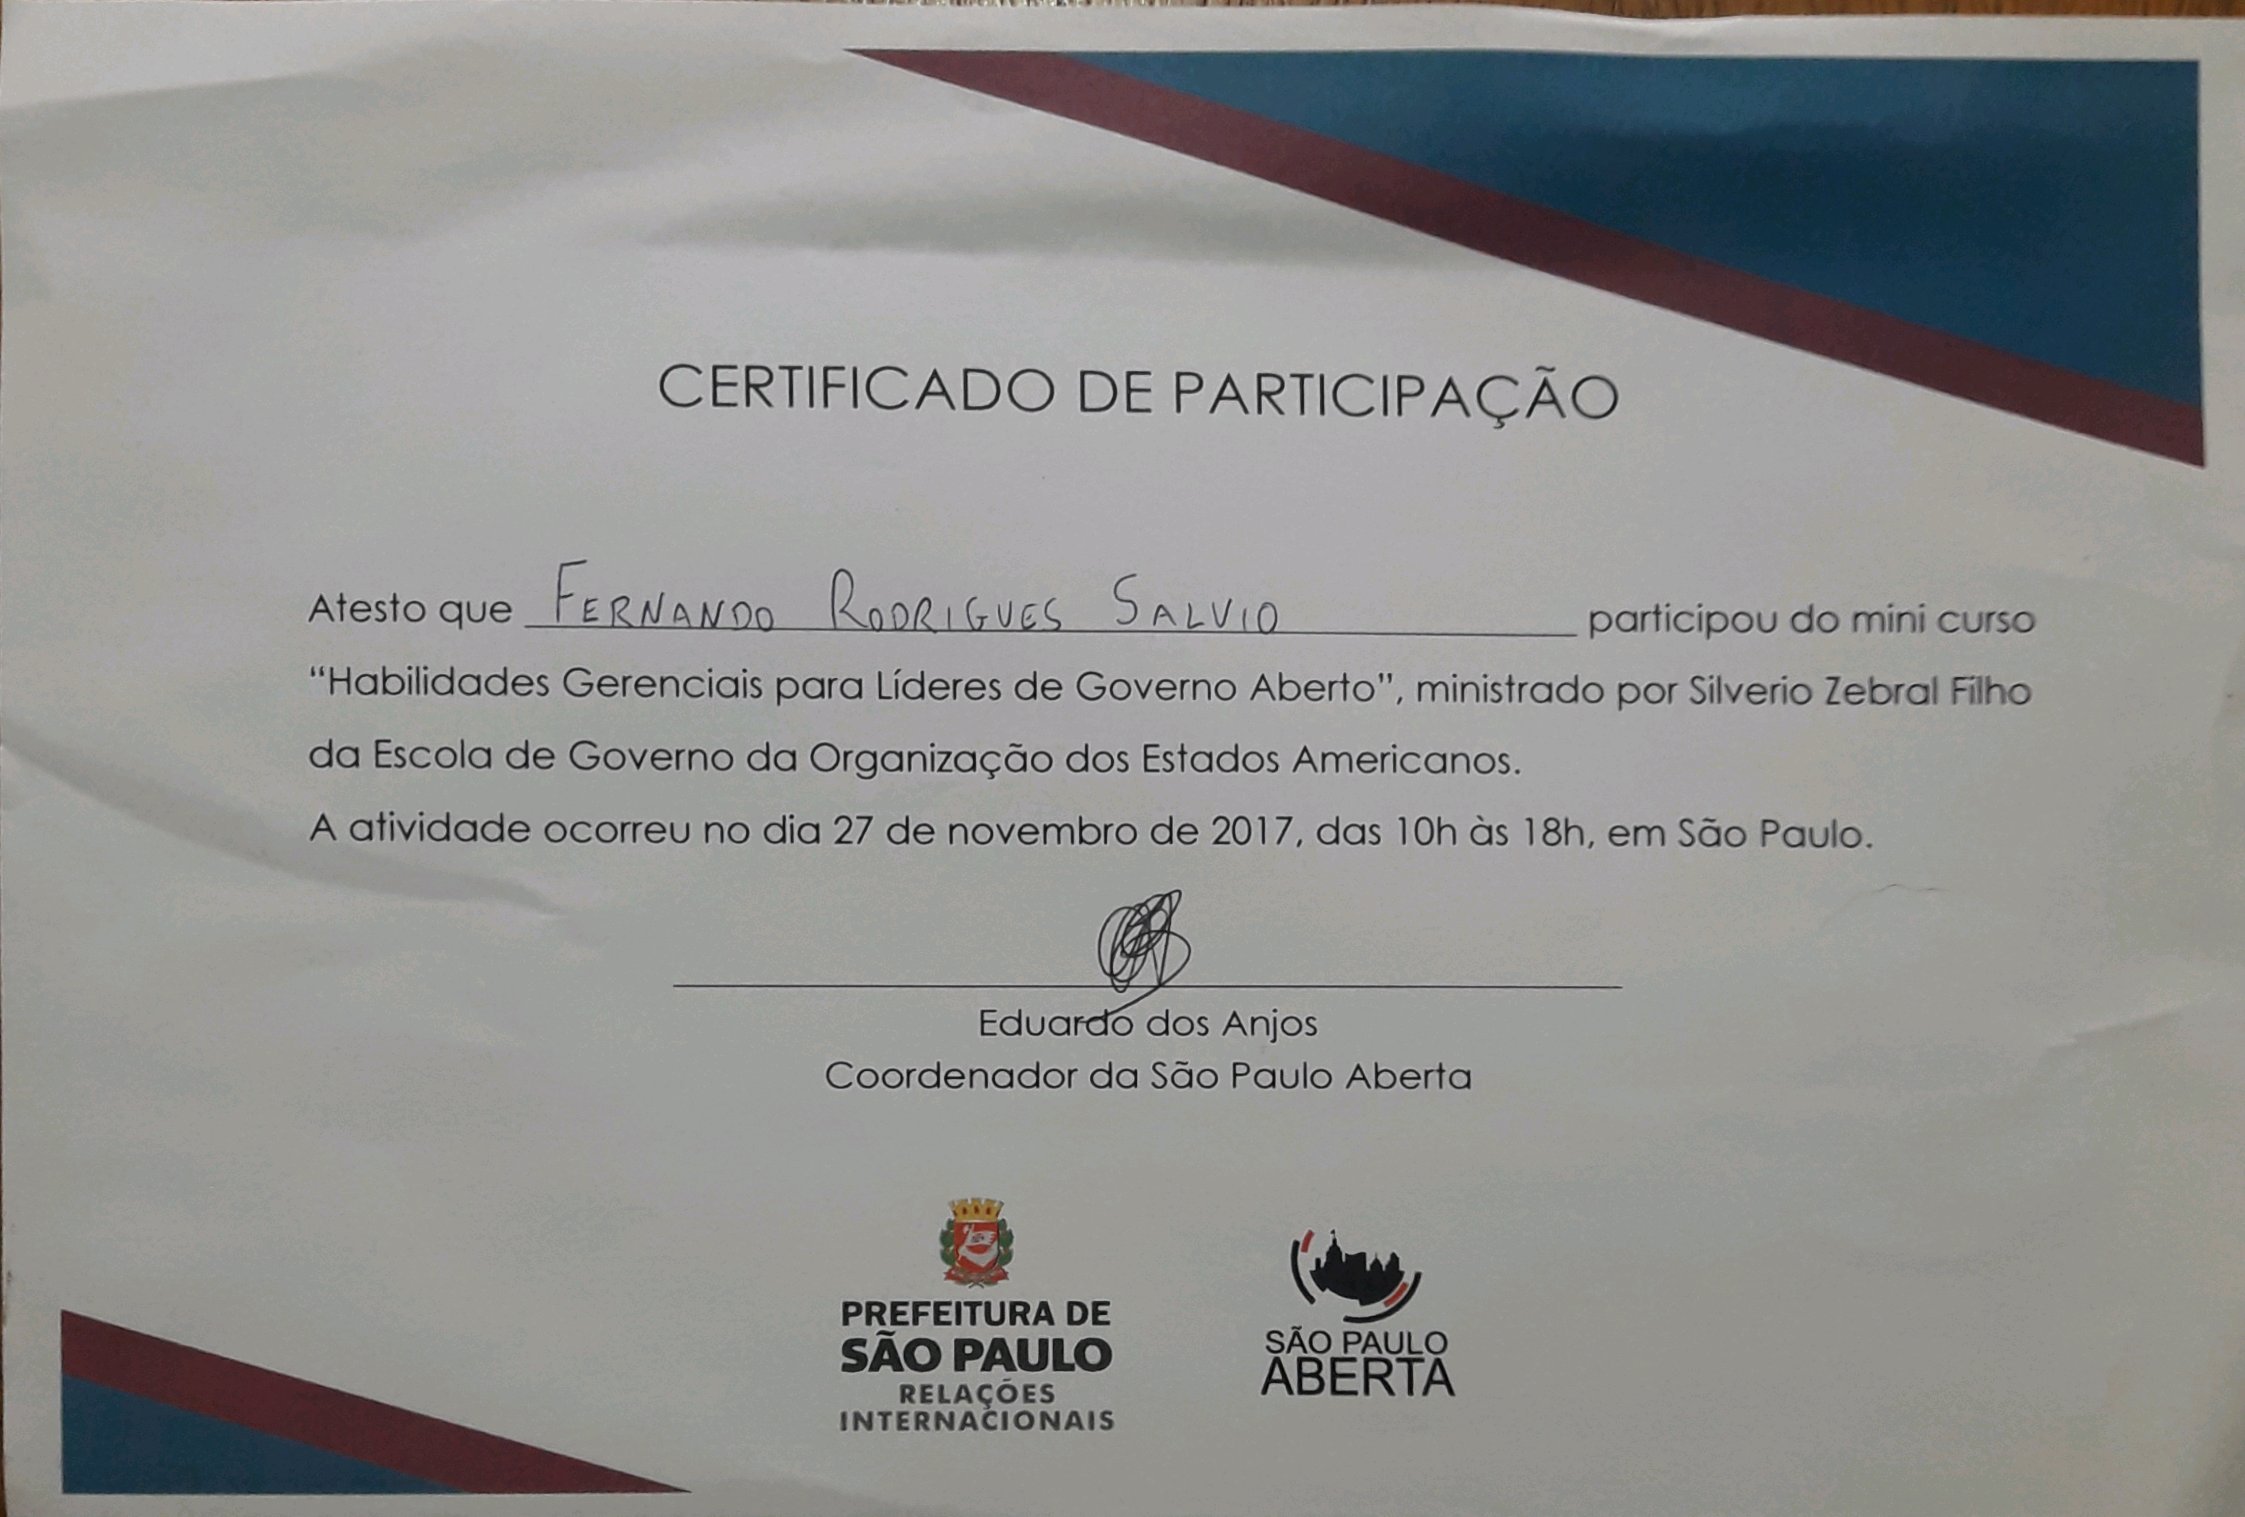 CERTIFICADO DE PARTICIPAÇÃO
Atesto que FERNANDO RODRIGUES SALVIO participou do mini curso
“Habilidades Gerenciais para Líderes de Governo Aberto”, ministrado por Silverio Zebral Filho
da Escola de Governo da Organização dos Estados Americanos.
A atividade ocorreu no dia 27 de novembro de 2017, das 10h às 18h, em São Paulo.
Eduardo dos Anjos
Coordenador da São Paulo Aberta
PREFEITURA DE
SÃO PAULO
RELAÇÕES
INTERNACIONAIS
SÃO PAULO
ABERTA